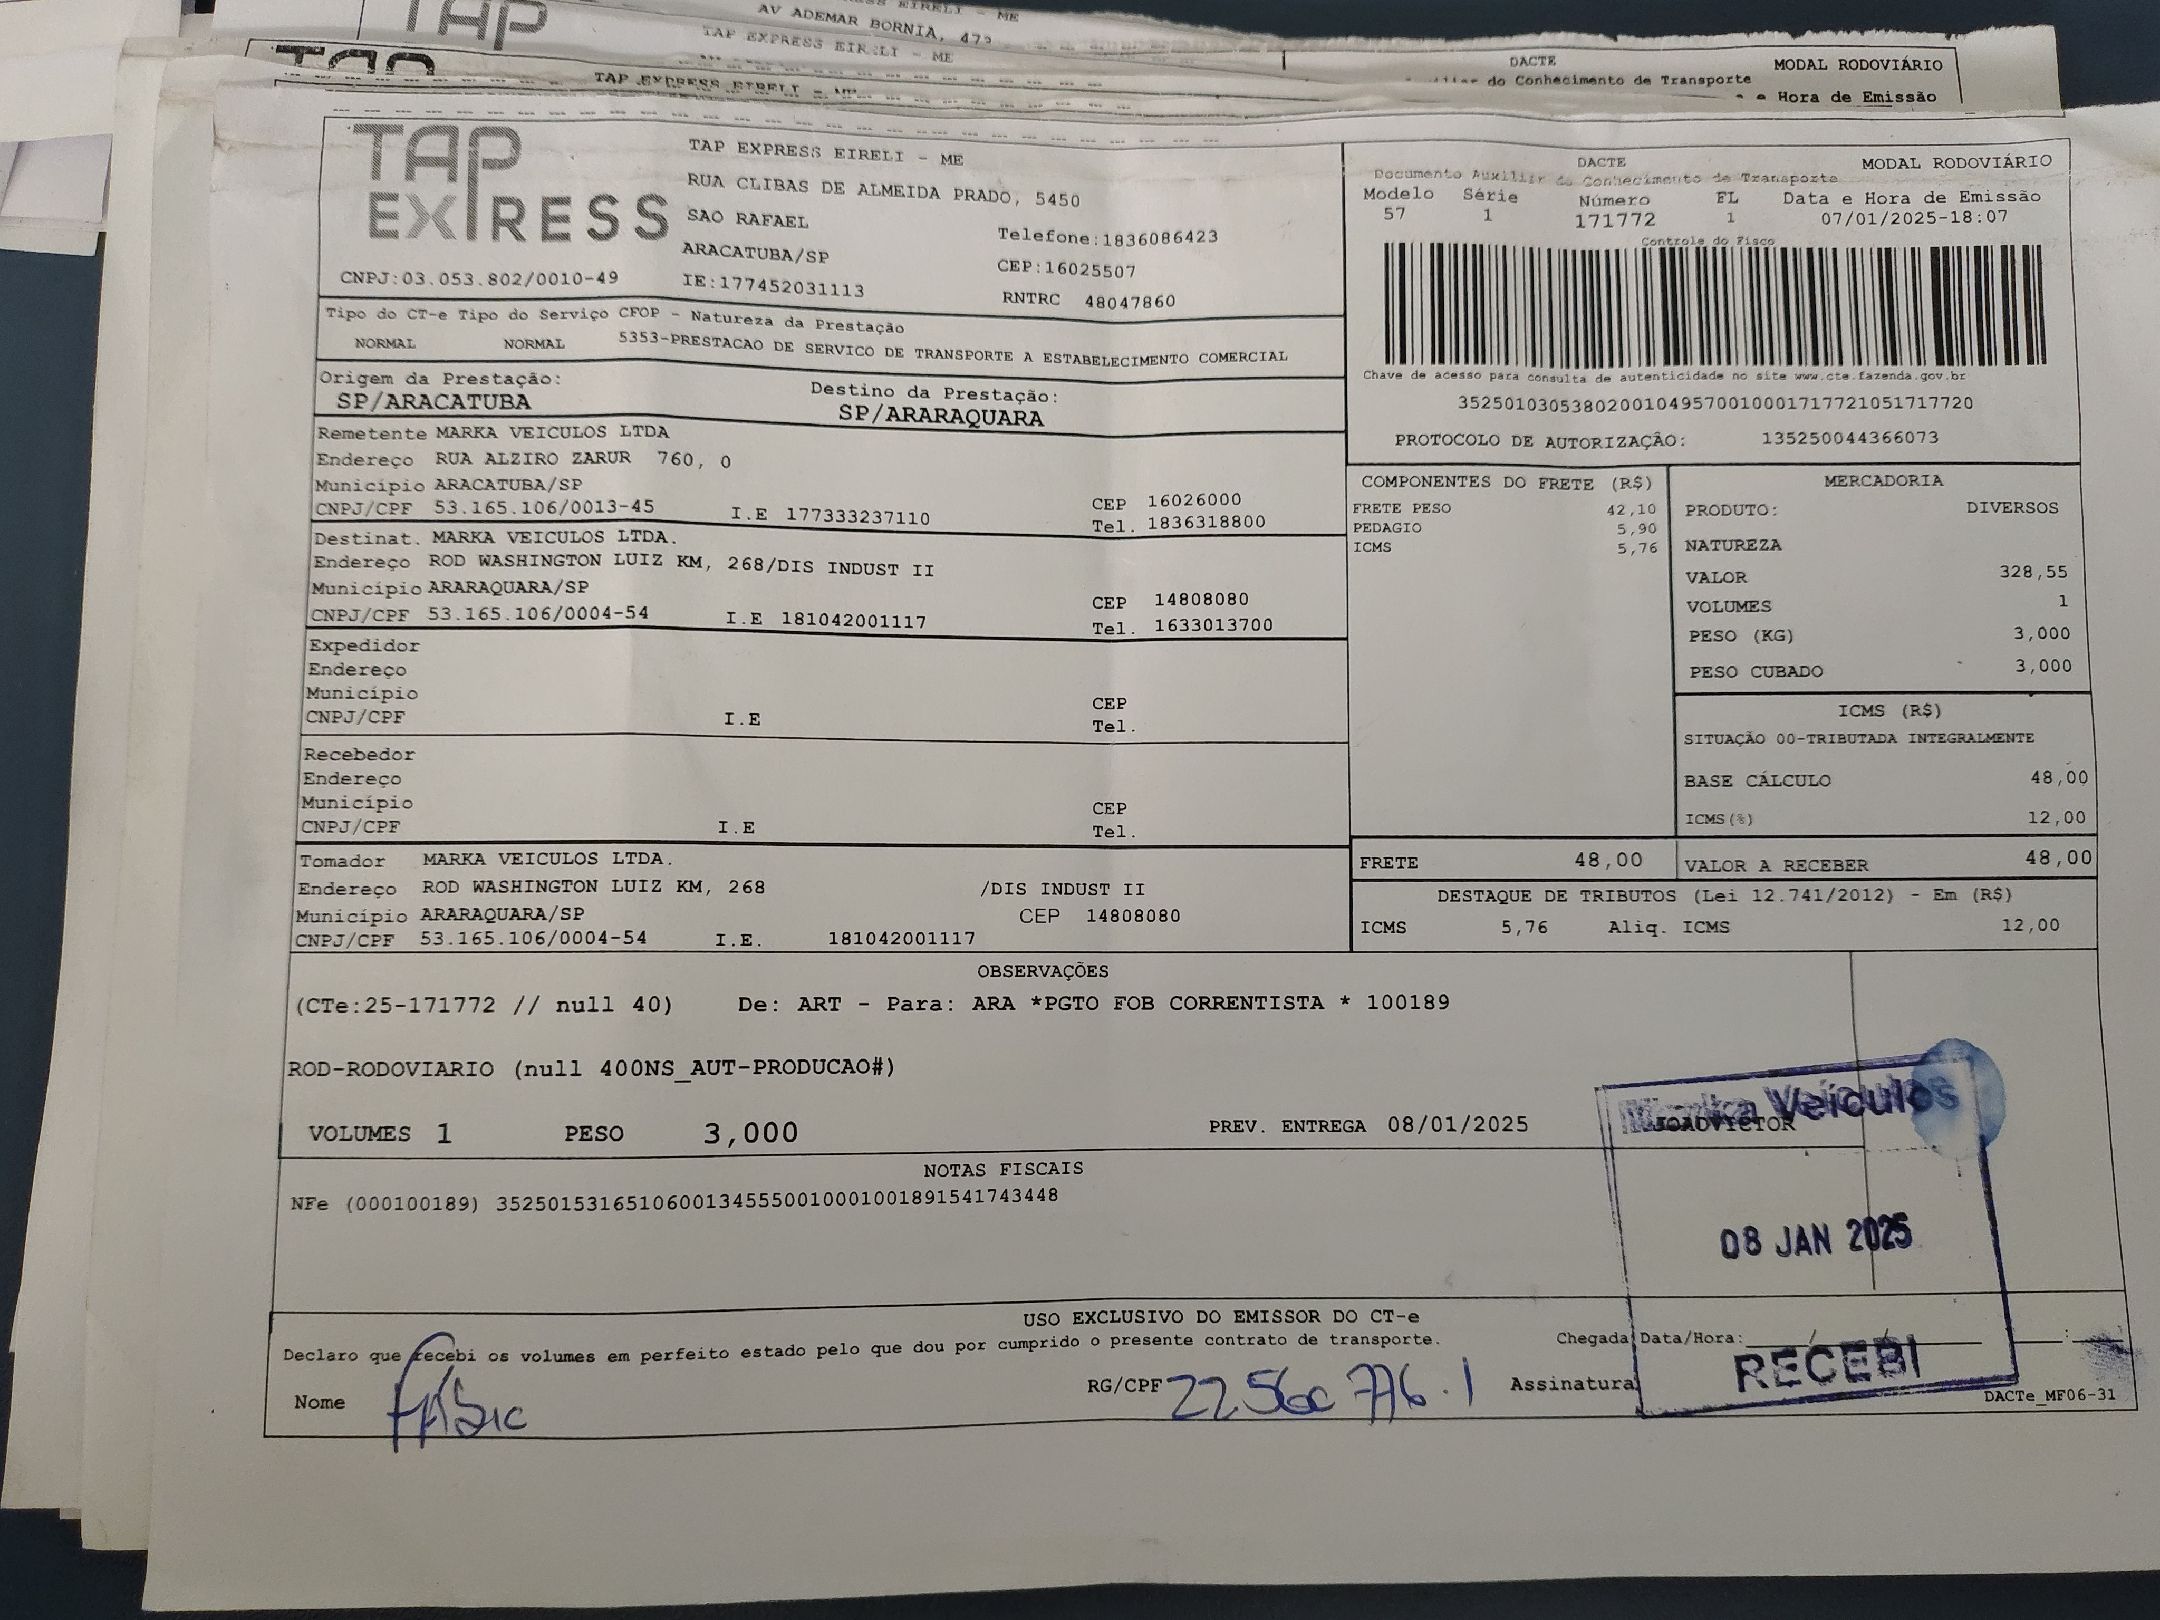 TAP
EIRELI - ME
AV ADEMAR BORNIA,
TAP EXPRESS EIRELI - ME
DACTE
MODAL RODOVIÁRIO
do Conhecimento de Transporte
e Hora de Emissão
TAP EXPRESS EIRELI - ME
TAP EXPRESS
TAP EXPRESS EIRELI - ME
RUA CLIBAS DE ALMEIDA PRADO, 5450
SAO RAFAEL
Telefone:1836086423
ARACATUBA/SP
CEP:16025507
CNPJ:03.053.802/0010-49
IE:177452031113
RNTRC 48047860
DACTE
MODAL RODOVIÁRIO
Documento Auxiliar do Conhecimento de Transporte
Modelo Série Número FL Data e Hora de Emissão
57 1 171772 1 07/01/2025-18:07
Controle do Fisco
Chave de acesso para consulta de autenticidade no site www.cte.fazenda.gov.br
35250103053802001049570010001717721051717720
PROTOCOLO DE AUTORIZAÇÃO: 135250044366073
Tipo do CT-e Tipo do Serviço CFOP - Natureza da Prestação
NORMAL NORMAL 5353-PRESTACAO DE SERVICO DE TRANSPORTE A ESTABELECIMENTO COMERCIAL
Origem da Prestação: Destino da Prestação:
SP/ARACATUBA SP/ARARAQUARA
Remetente MARKA VEICULOS LTDA
Endereço RUA ALZIRO ZARUR 760, 0
Município ARACATUBA/SP CEP 16026000
CNPJ/CPF 53.165.106/0013-45 I.E 177333237110 Tel. 1836318800
Destinat. MARKA VEICULOS LTDA.
Endereço ROD WASHINGTON LUIZ KM, 268/DIS INDUST II
Município ARARAQUARA/SP CEP 14808080
CNPJ/CPF 53.165.106/0004-54 I.E 181042001117 Tel. 1633013700
Expedidor
Endereço
Município CEP
CNPJ/CPF I.E Tel.
Recebedor
Endereço
Município CEP
CNPJ/CPF I.E Tel.
Tomador MARKA VEICULOS LTDA.
Endereço ROD WASHINGTON LUIZ KM, 268 /DIS INDUST II
Município ARARAQUARA/SP CEP 14808080
CNPJ/CPF 53.165.106/0004-54 I.E. 181042001117
COMPONENTES DO FRETE (R$)
FRETE PESO 42,10
PEDAGIO 5,90
ICMS 5,76
MERCADORIA
PRODUTO: DIVERSOS
NATUREZA
VALOR 328,55
VOLUMES 1
PESO (KG) 3,000
PESO CUBADO 3,000
ICMS (R$)
SITUAÇÃO 00-TRIBUTADA INTEGRALMENTE
BASE CÁLCULO 48,00
ICMS(%) 12,00
FRETE 48,00 VALOR A RECEBER 48,00
DESTAQUE DE TRIBUTOS (Lei 12.741/2012) - Em (R$)
ICMS 5,76 Aliq. ICMS 12,00
OBSERVAÇÕES
(CTe:25-171772 // null 40) De: ART - Para: ARA *PGTO FOB CORRENTISTA * 100189
ROD-RODOVIARIO (null 400NS_AUT-PRODUCAO#)
VOLUMES 1 PESO 3,000 PREV. ENTREGA 08/01/2025
Marka Veículos
JOAOVICTOR
NOTAS FISCAIS
NFe (000100189) 35250153165106001345550010001001891541743448
08 JAN 2025
RECEBI
USO EXCLUSIVO DO EMISSOR DO CT-e
Declaro que recebi os volumes em perfeito estado pelo que dou por cumprido o presente contrato de transporte. Chegada Data/Hora: / / :
Nome RG/CPF Assinatura
DACTe_MF06-31